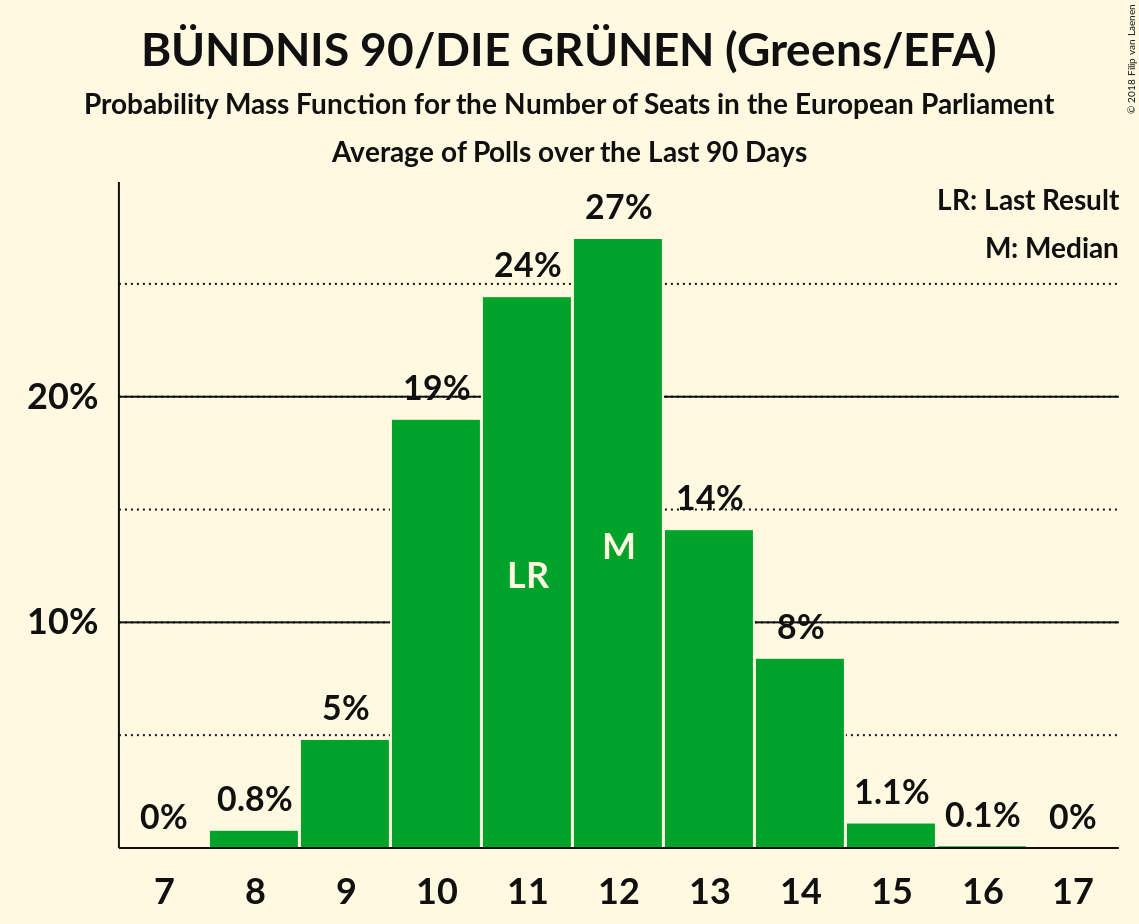 BÜNDNIS 90/DIE GRÜNEN (Greens/EFA)
Probability Mass Function for the Number of Seats in the European Parliament
Average of Polls over the Last 90 Days
© 2018 Filip van Laenen
LR: Last Result
M: Median
27%
24%
20%
19%
14%
M
LR
10%
8%
5%
0%
0.8%
1.1%
0.1%
0%
7 8 9 10 11 12 13 14 15 16 17